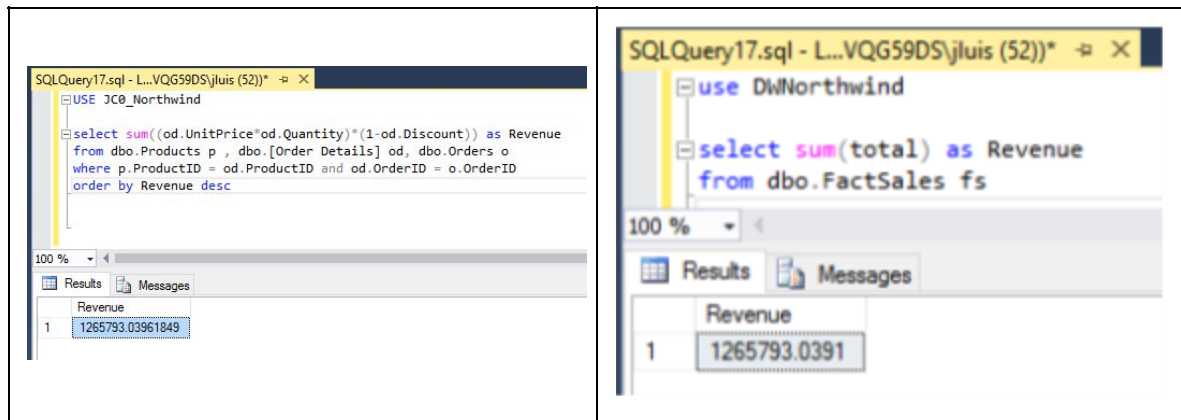 SQLQuery17.sql - L...VQG59DS\jluis (52))*
USE JC0_Northwind
select sum((od.UnitPrice*od.Quantity)*(1-od.Discount)) as Revenue
from dbo.Products p , dbo.[Order Details] od, dbo.Orders o
where p.ProductID = od.ProductID and od.OrderID = o.OrderID
order by Revenue desc
100 %
Results Messages
Revenue
1 1265793.03961849
SQLQuery17.sql - L...VQG59DS\jluis (52))*
use DWNorthwind
select sum(total) as Revenue
from dbo.FactSales fs
100 %
Results Messages
Revenue
1 1265793.0391